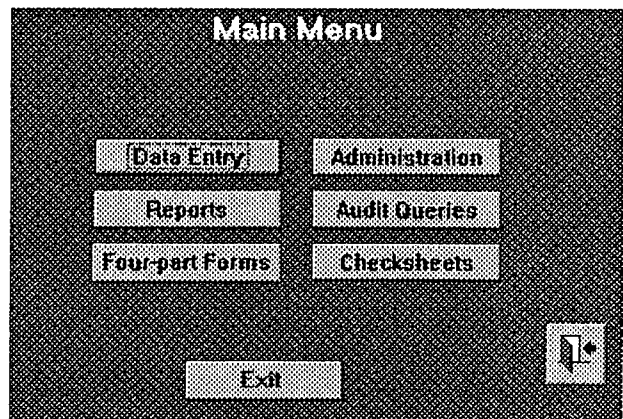 Main Menu
Data Entry Administration
Reports Audit Queries
Four-part Forms Checksheets
Exit